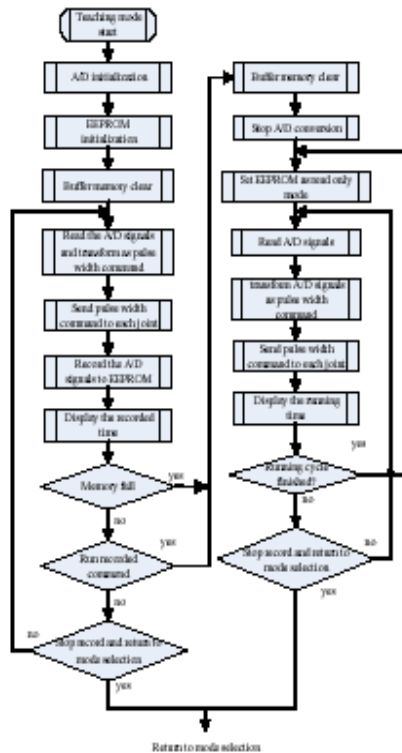 Teaching mode
start
A/D initialization
EEPROM
initialization
Buffer memory clear
Read the A/D signals
and transform as pulse
width command
Send pulse width
command to each joint
Record the A/D
signals to EEPROM
Display the recorded
time
Memory full
yes
no
Run recorded
command
yes
no
Stop record and return to
mode selection
no
yes
Buffer memory clear
Stop A/D conversion
Set EEPROM as read only
mode
Read A/D signals
transform A/D signals
as pulse width
command
Send pulse width
command to each joint
Display the running
time
Running cycle
finished?
yes
no
Stop record and return to
mode selection
no
yes
Return to mode selection